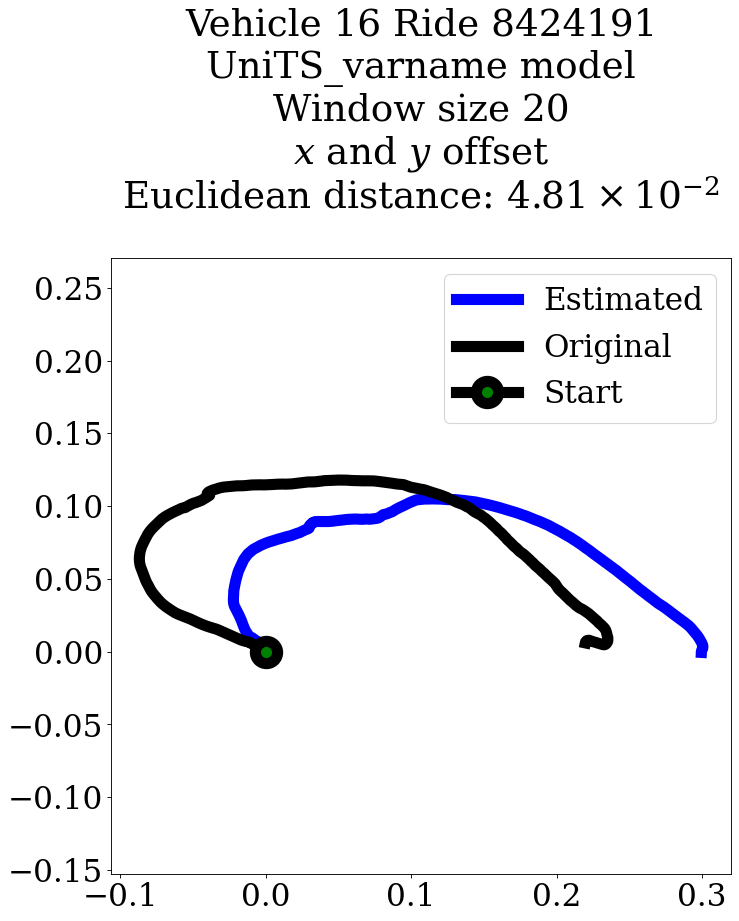 Vehicle 16 Ride 8424191
UniTS_varname model
Window size 20
x and y offset
Euclidean distance: 4.81 × 10⁻²
Estimated
Original
Start
0.25
0.20
0.15
0.10
0.05
0.00
−0.05
−0.10
−0.15
−0.1 0.0 0.1 0.2 0.3